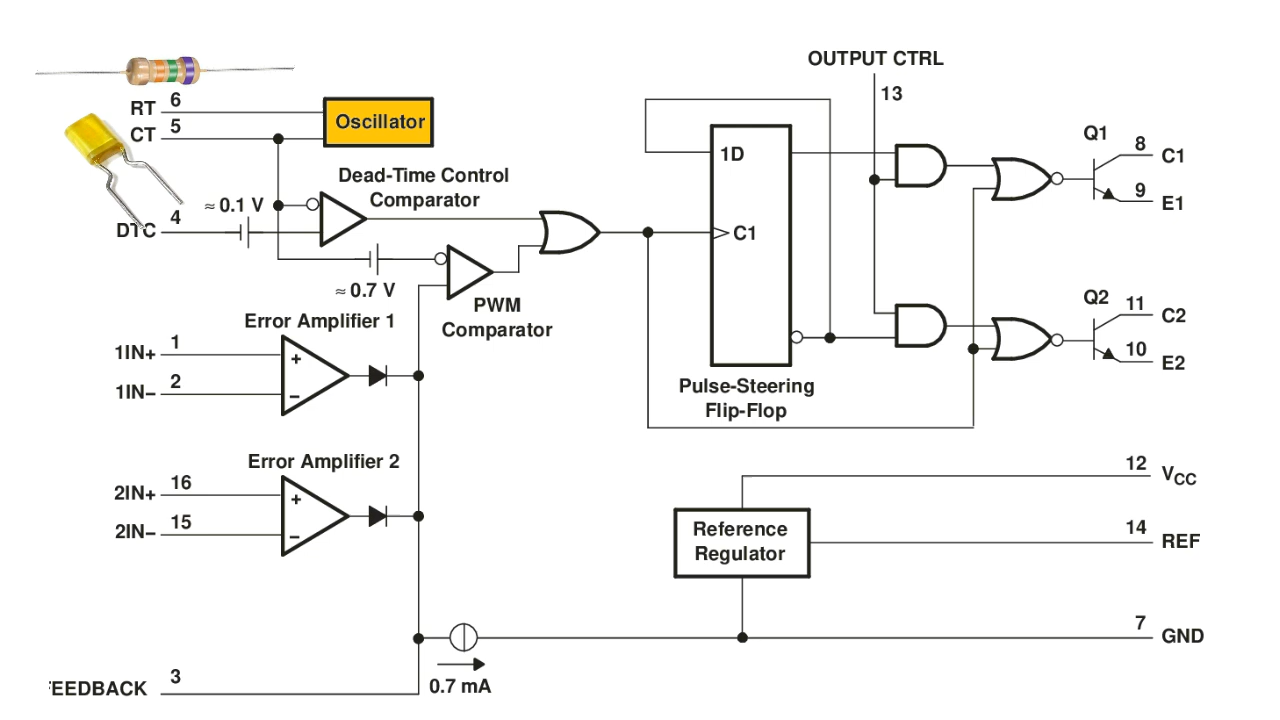 OUTPUT CTRL
13
RT 6
CT 5
Oscillator
Q1
8 C1
9 E1
1D
Dead-Time Control
Comparator
≈ 0.1 V
DTC 4
C1
≈ 0.7 V
PWM
Comparator
Q2
11 C2
10 E2
Error Amplifier 1
1IN+ 1
+
1IN− 2
−
Pulse-Steering
Flip-Flop
Error Amplifier 2
2IN+ 16
+
2IN− 15
−
12 VCC
Reference
Regulator
14 REF
7 GND
0.7 mA
EEDBACK 3